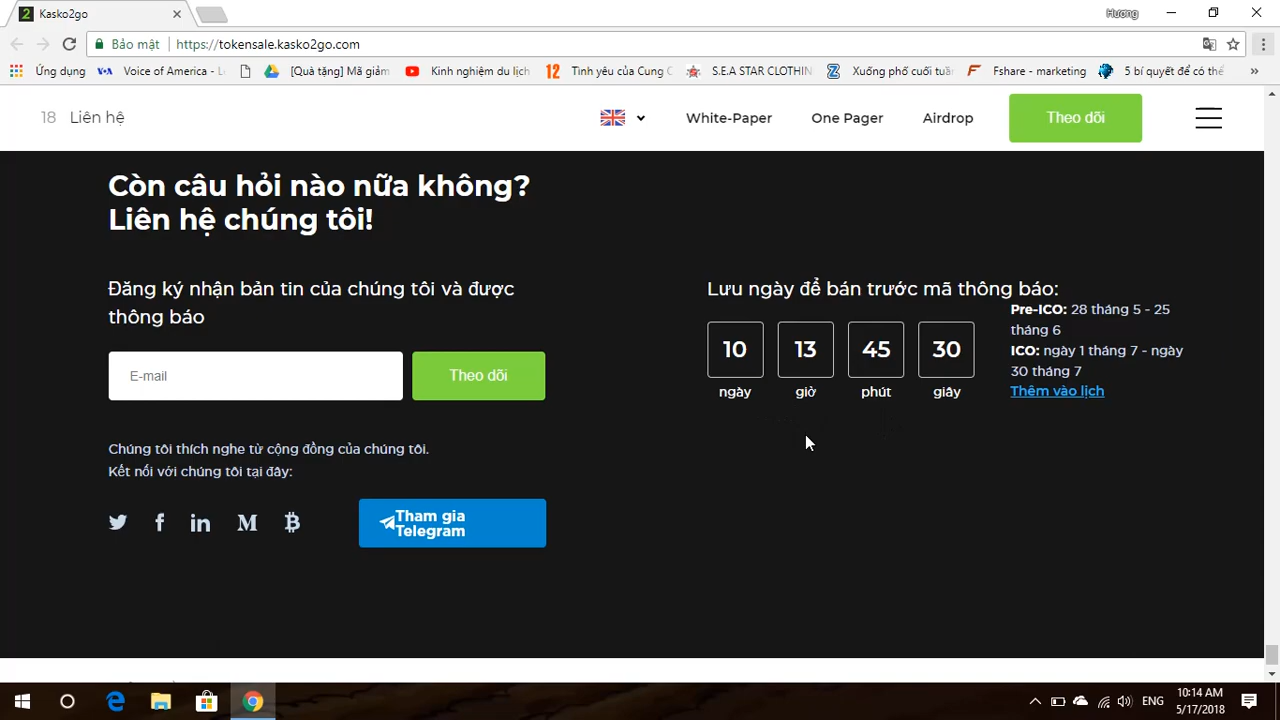 Kasko2go
Hương
Bảo mật
https://tokensale.kasko2go.com
Ứng dụng
Voice of America - L
[Quà tặng] Mã giảm
Kinh nghiệm du lịch
12
Tình yêu của Cung C
S.E.A STAR CLOTHIN
Xuống phố cuối tuần
Fshare - marketing
5 bí quyết để có thể
18 Liên hệ
White-Paper
One Pager
Airdrop
Theo dõi
Còn câu hỏi nào nữa không?
Liên hệ chúng tôi!
Đăng ký nhận bản tin của chúng tôi và được
thông báo
E-mail
Theo dõi
Chúng tôi thích nghe từ cộng đồng của chúng tôi.
Kết nối với chúng tôi tại đây:
Tham gia
Telegram
Lưu ngày để bán trước mã thông báo:
10 13 45 30
ngày giờ phút giây
Pre-ICO: 28 tháng 5 - 25
tháng 6
ICO: ngày 1 tháng 7 - ngày
30 tháng 7
Thêm vào lịch
ENG
10:14 AM
5/17/2018